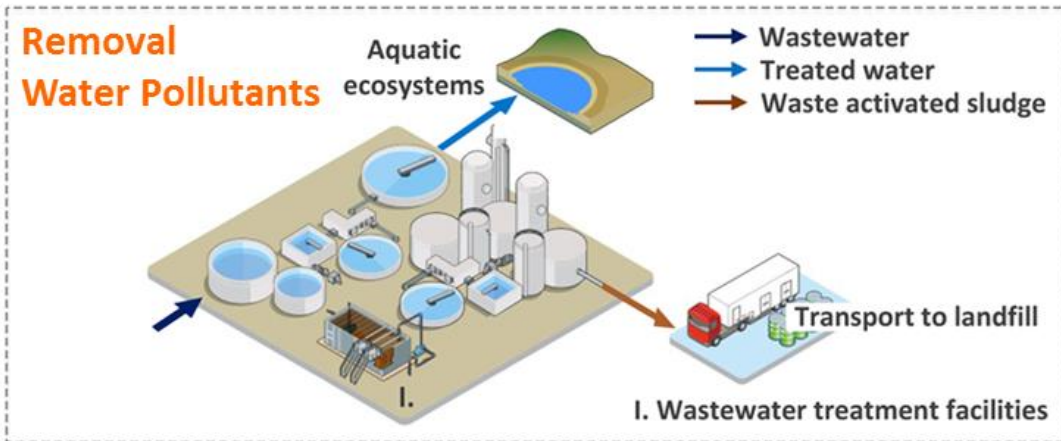 Removal
Water Pollutants
Aquatic
ecosystems
Wastewater
Treated water
Waste activated sludge
Transport to landfill
I.
I. Wastewater treatment facilities